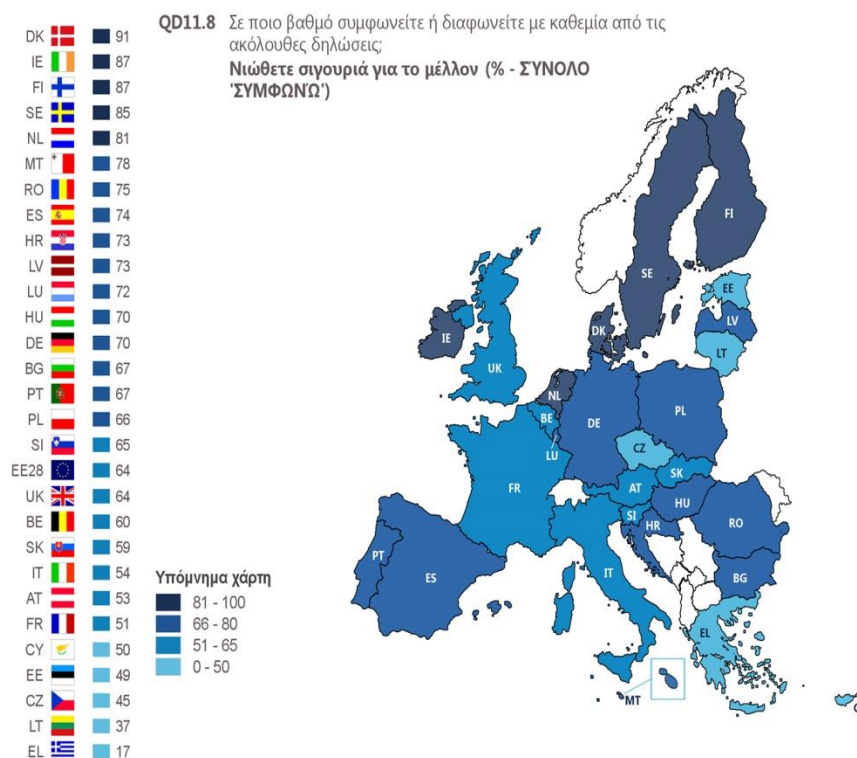 QD11.8 Σε ποιο βαθμό συμφωνείτε ή διαφωνείτε με καθεμία από τις
ακόλουθες δηλώσεις;
Νιώθετε σιγουριά για το μέλλον (% - ΣΥΝΟΛΟ
'ΣΥΜΦΩΝΏ')
DK 91
IE 87
FI 87
SE 85
NL 81
MT 78
RO 75
ES 74
HR 73
LV 73
LU 72
HU 70
DE 70
BG 67
PT 67
PL 66
SI 65
EE28 64
UK 64
BE 60
SK 59
IT 54
AT 53
FR 51
CY 50
EE 49
CZ 45
LT 37
EL 17
Υπόμνημα χάρτη
81 - 100
66 - 80
51 - 65
0 - 50
FI
SE
EE
LV
LT
DK
IE
UK
NL
BE
DE
PL
LU
CZ
SK
FR
AT
HU
SI
HR
RO
PT
ES
IT
BG
EL
MT